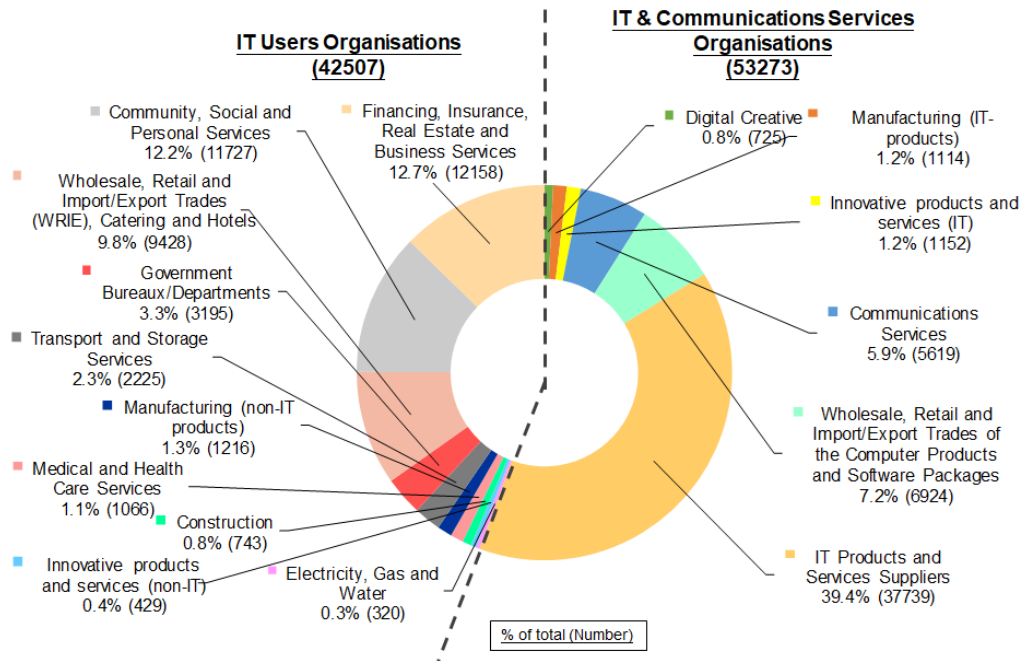 IT Users Organisations
(42507)
IT & Communications Services
Organisations
(53273)
Community, Social and
Personal Services
12.2% (11727)
Financing, Insurance,
Real Estate and
Business Services
12.7% (12158)
Wholesale, Retail and
Import/Export Trades
(WRIE), Catering and Hotels
9.8% (9428)
Government
Bureaux/Departments
3.3% (3195)
Transport and Storage
Services
2.3% (2225)
Manufacturing (non-IT
products)
1.3% (1216)
Medical and Health
Care Services
1.1% (1066)
Construction
0.8% (743)
Innovative products
and services (non-IT)
0.4% (429)
Electricity, Gas and
Water
0.3% (320)
Digital Creative
0.8% (725)
Manufacturing (IT-
products)
1.2% (1114)
Innovative products and
services (IT)
1.2% (1152)
Communications
Services
5.9% (5619)
Wholesale, Retail and
Import/Export Trades of
the Computer Products
and Software Packages
7.2% (6924)
IT Products and
Services Suppliers
39.4% (37739)
% of total (Number)